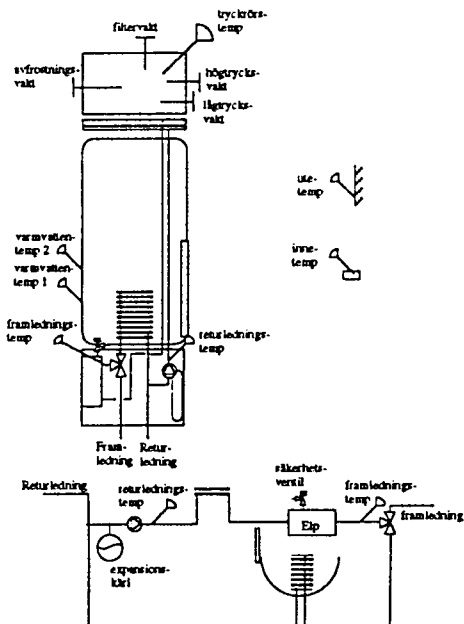 filtervakt
tryckrörs-
temp
avfrostnings-
vakt
högtrycks-
vakt
lågtrycks-
vakt
ute-
temp
inne-
temp
varmvatten-
temp 2
varmvatten-
temp 1
framlednings-
temp
returlednings-
temp
Fram-
ledning
Retur-
ledning
Returledning
returlednings-
temp
säkerhets-
ventil
framlednings-
temp
framledning
Elp
expansions-
kärl